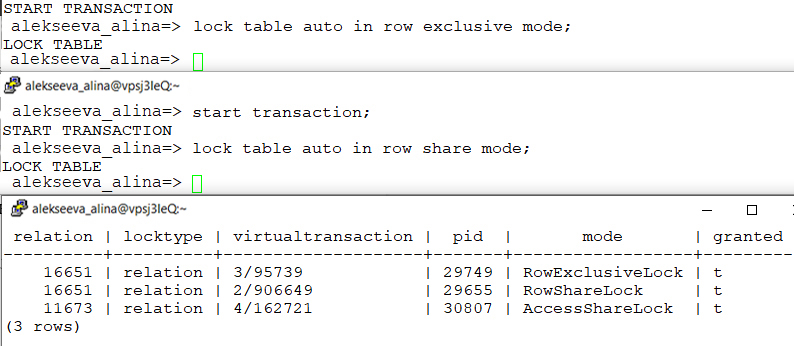 START TRANSACTION
alekseeva_alina=> lock table auto in row exclusive mode;
LOCK TABLE
alekseeva_alina=>
alekseeva_alina@vpsj3IeQ:~
alekseeva_alina=> start transaction;
START TRANSACTION
alekseeva_alina=> lock table auto in row share mode;
LOCK TABLE
alekseeva_alina=>
alekseeva_alina@vpsj3IeQ:~
relation | locktype | virtualtransaction | pid | mode | granted
----------+----------+--------------------+-------+------------------+---------
16651 | relation | 3/95739 | 29749 | RowExclusiveLock | t
16651 | relation | 2/906649 | 29655 | RowShareLock | t
11673 | relation | 4/162721 | 30807 | AccessShareLock | t
(3 rows)